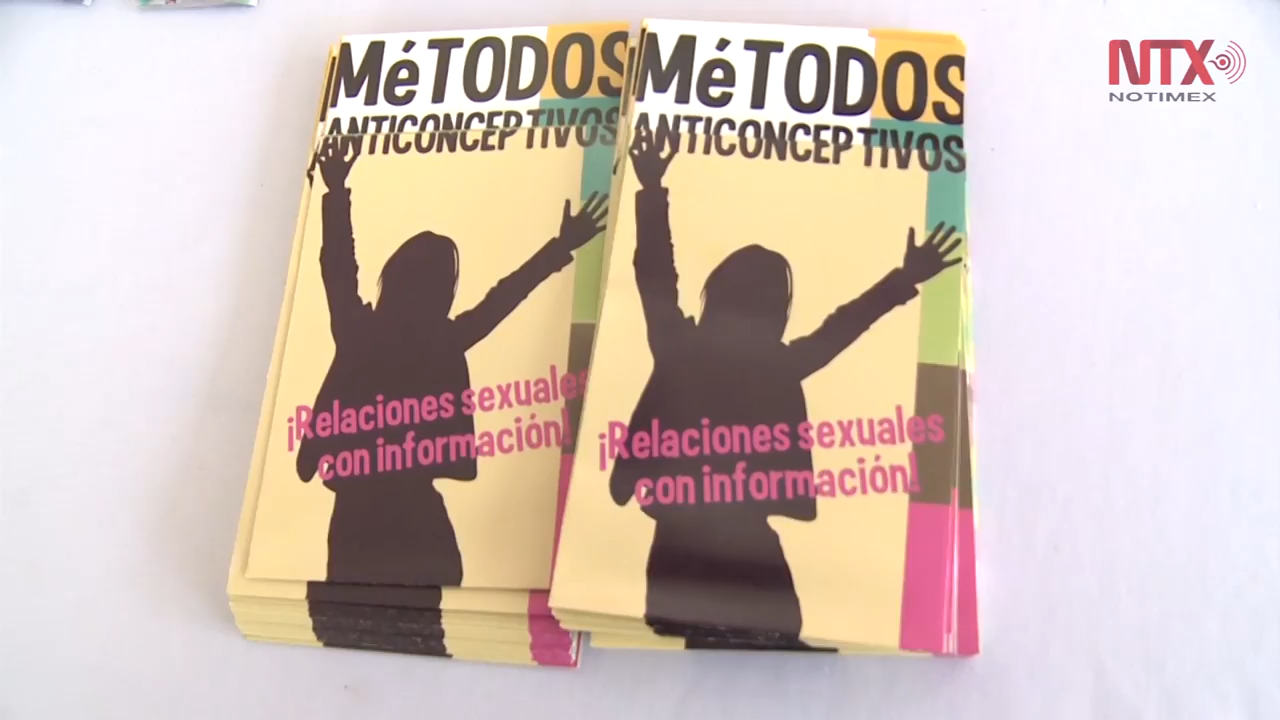 MéTODOS
ANTICONCEPTIVOS
¡Relaciones sexuales
con información!
MéTODOS
ANTICONCEPTIVOS
¡Relaciones sexuales
con información!
NTX
NOTIMEX